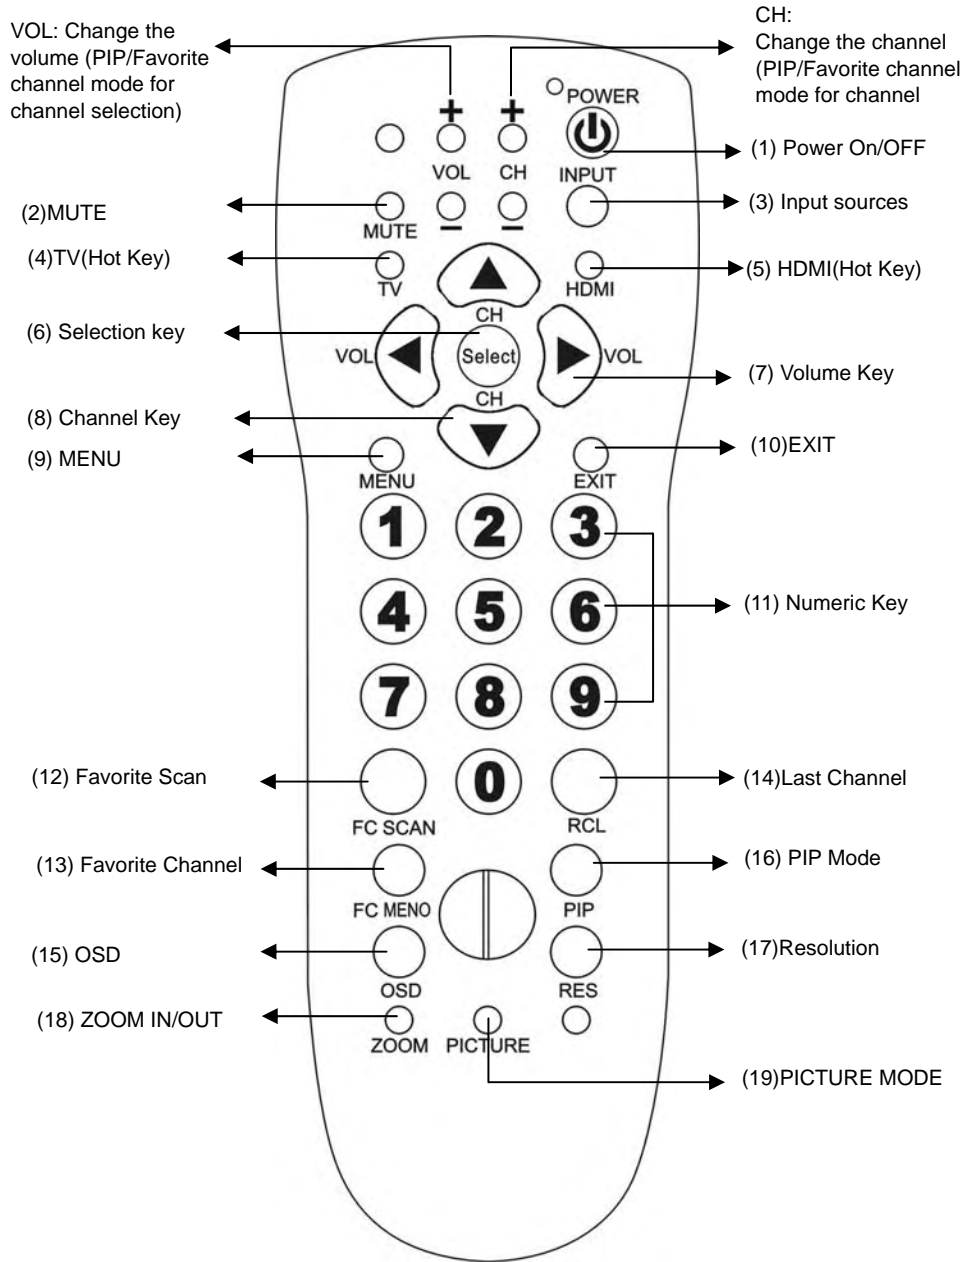 VOL: Change the
volume (PIP/Favorite
channel mode for
channel selection)
CH:
Change the channel
(PIP/Favorite channel
mode for channel
POWER
+ +
(1) Power On/OFF
VOL CH INPUT
(2)MUTE
(3) Input sources
MUTE − −
(4)TV(Hot Key)
(5) HDMI(Hot Key)
TV HDMI
CH
(6) Selection key
VOL Select VOL
(7) Volume Key
CH
(8) Channel Key
(10)EXIT
(9) MENU
MENU EXIT
1 2 3
4 5 6
(11) Numeric Key
7 8 9
(12) Favorite Scan
0
(14)Last Channel
FC SCAN RCL
(13) Favorite Channel
(16) PIP Mode
FC MENO PIP
(15) OSD
(17)Resolution
OSD RES
(18) ZOOM IN/OUT
ZOOM PICTURE
(19)PICTURE MODE